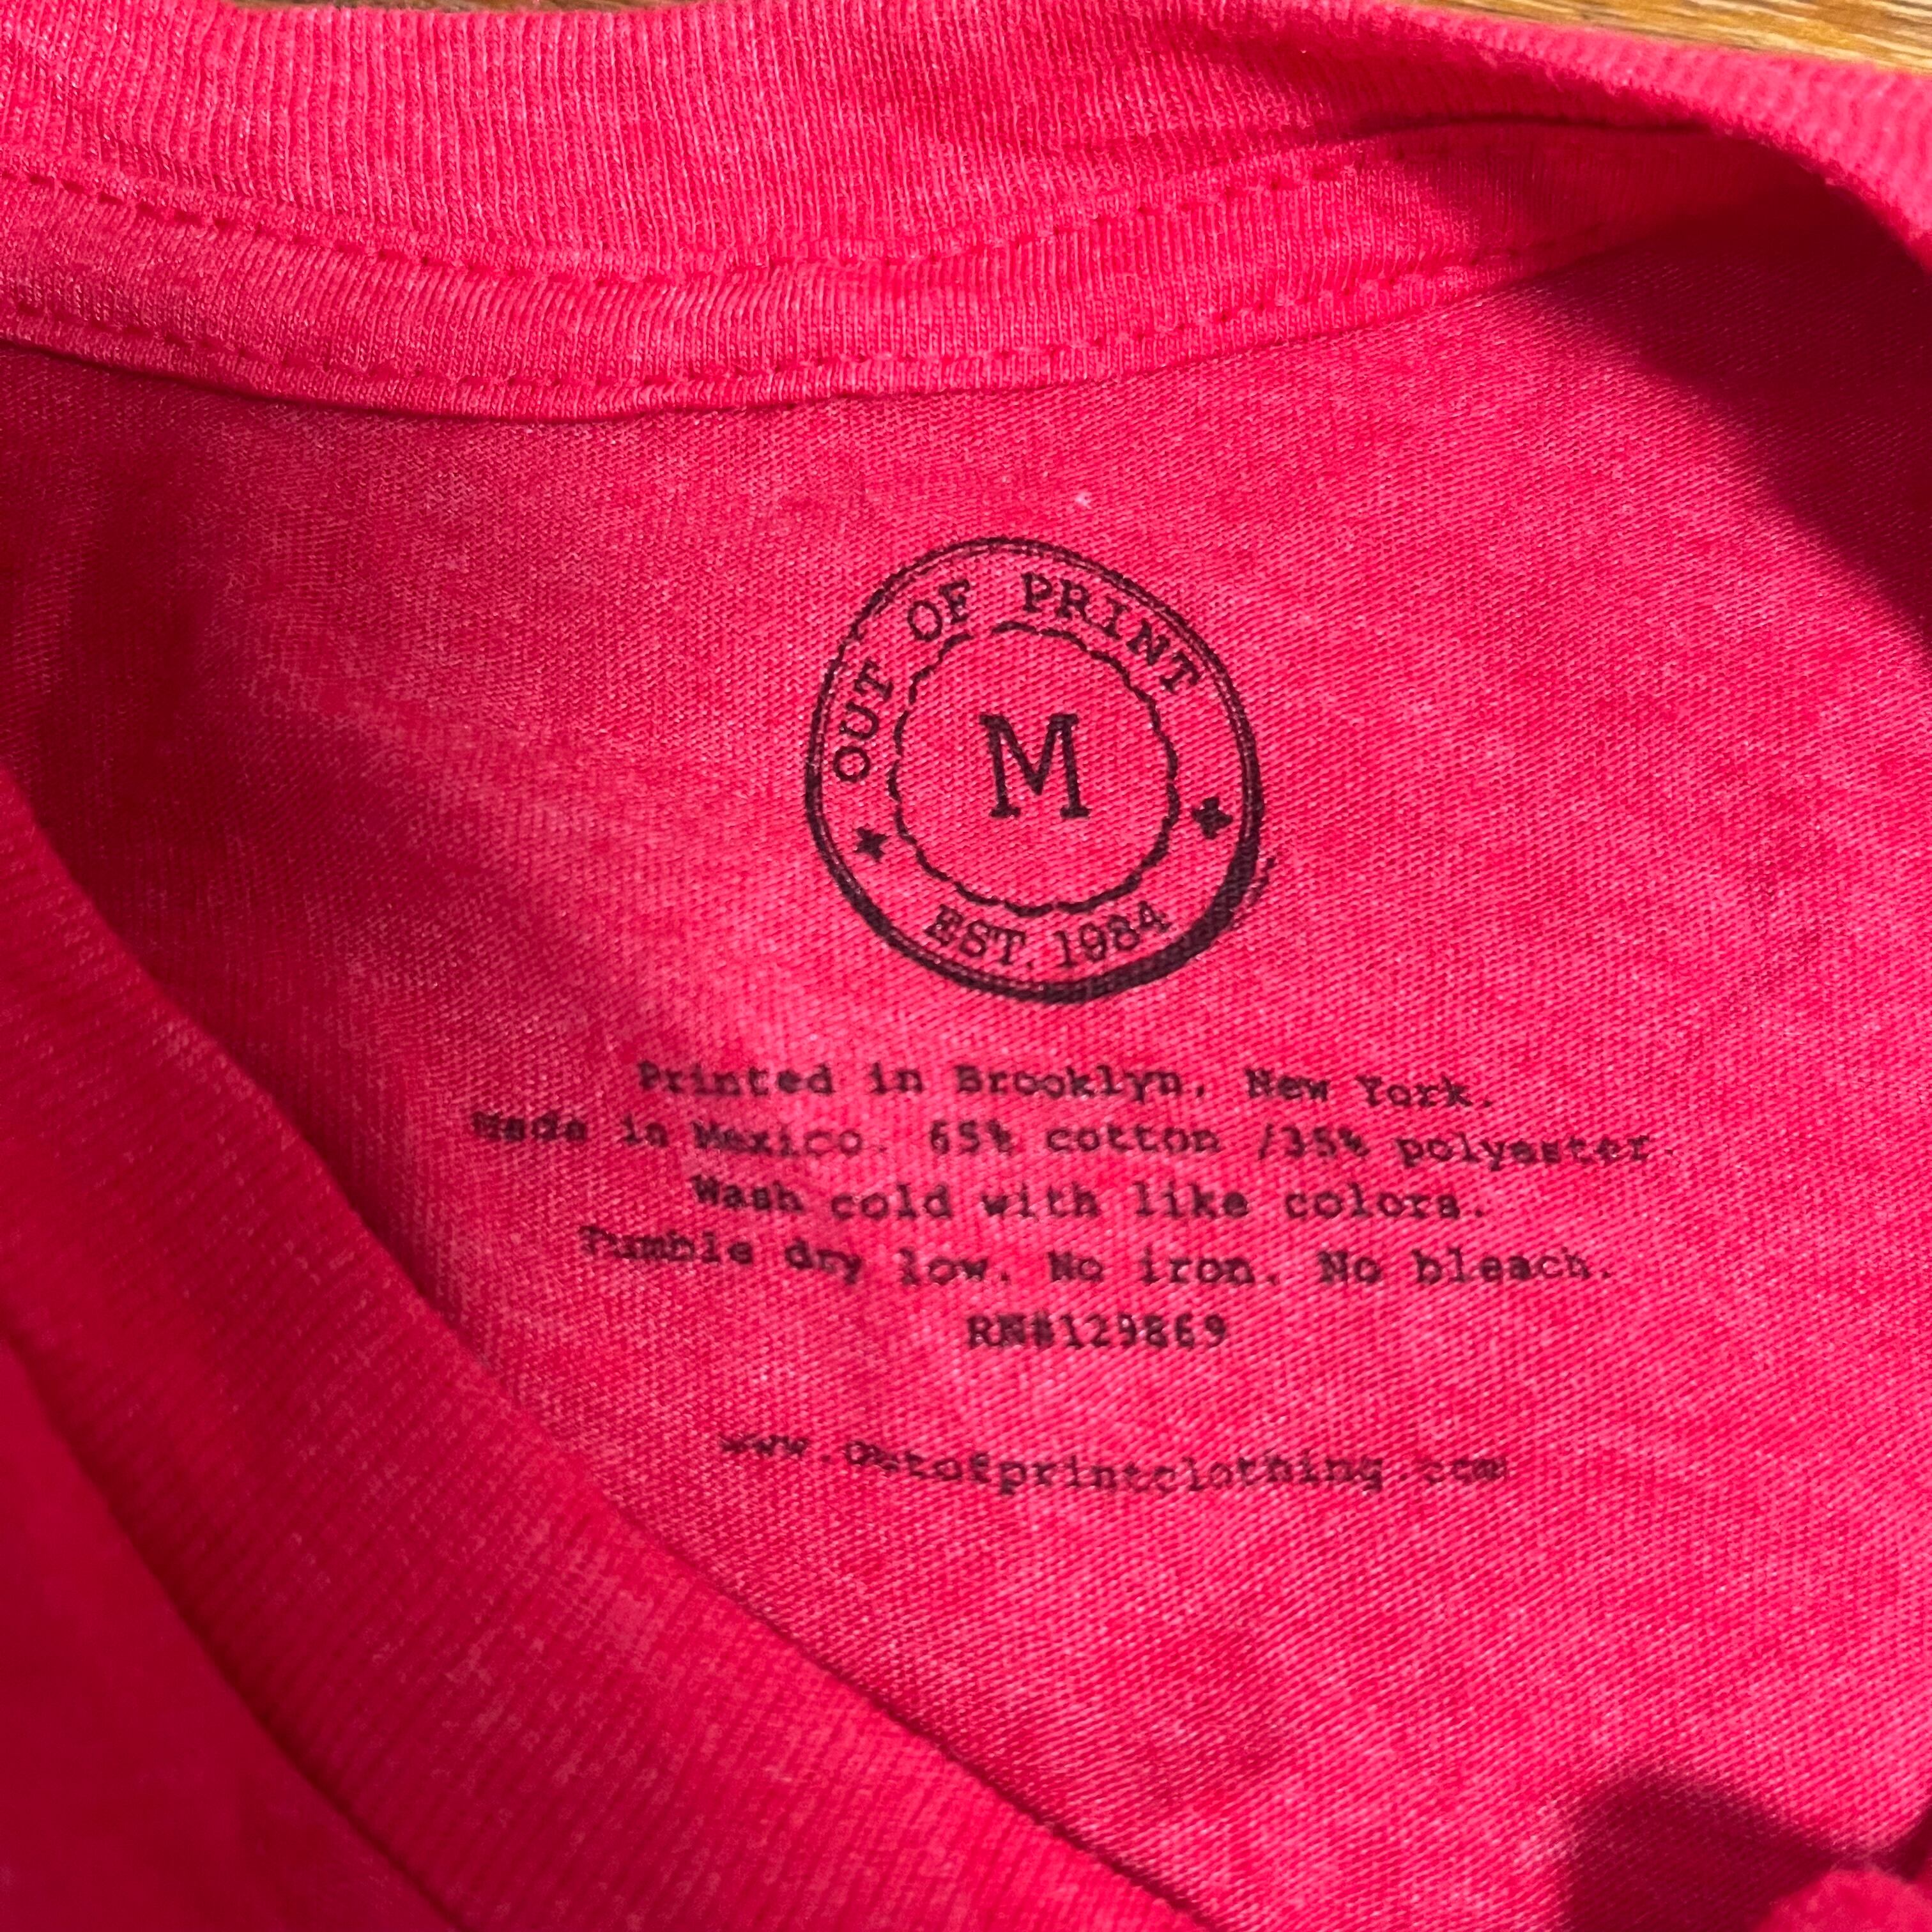 OUT OF PRINT
M
EST. 1984
Printed in Brooklyn, New York.
Made in Mexico. 65% cotton /35% polyester
Wash cold with like colors.
Tumble dry low. No iron. No bleach.
RN#129869
www.Outofprintclothing.com